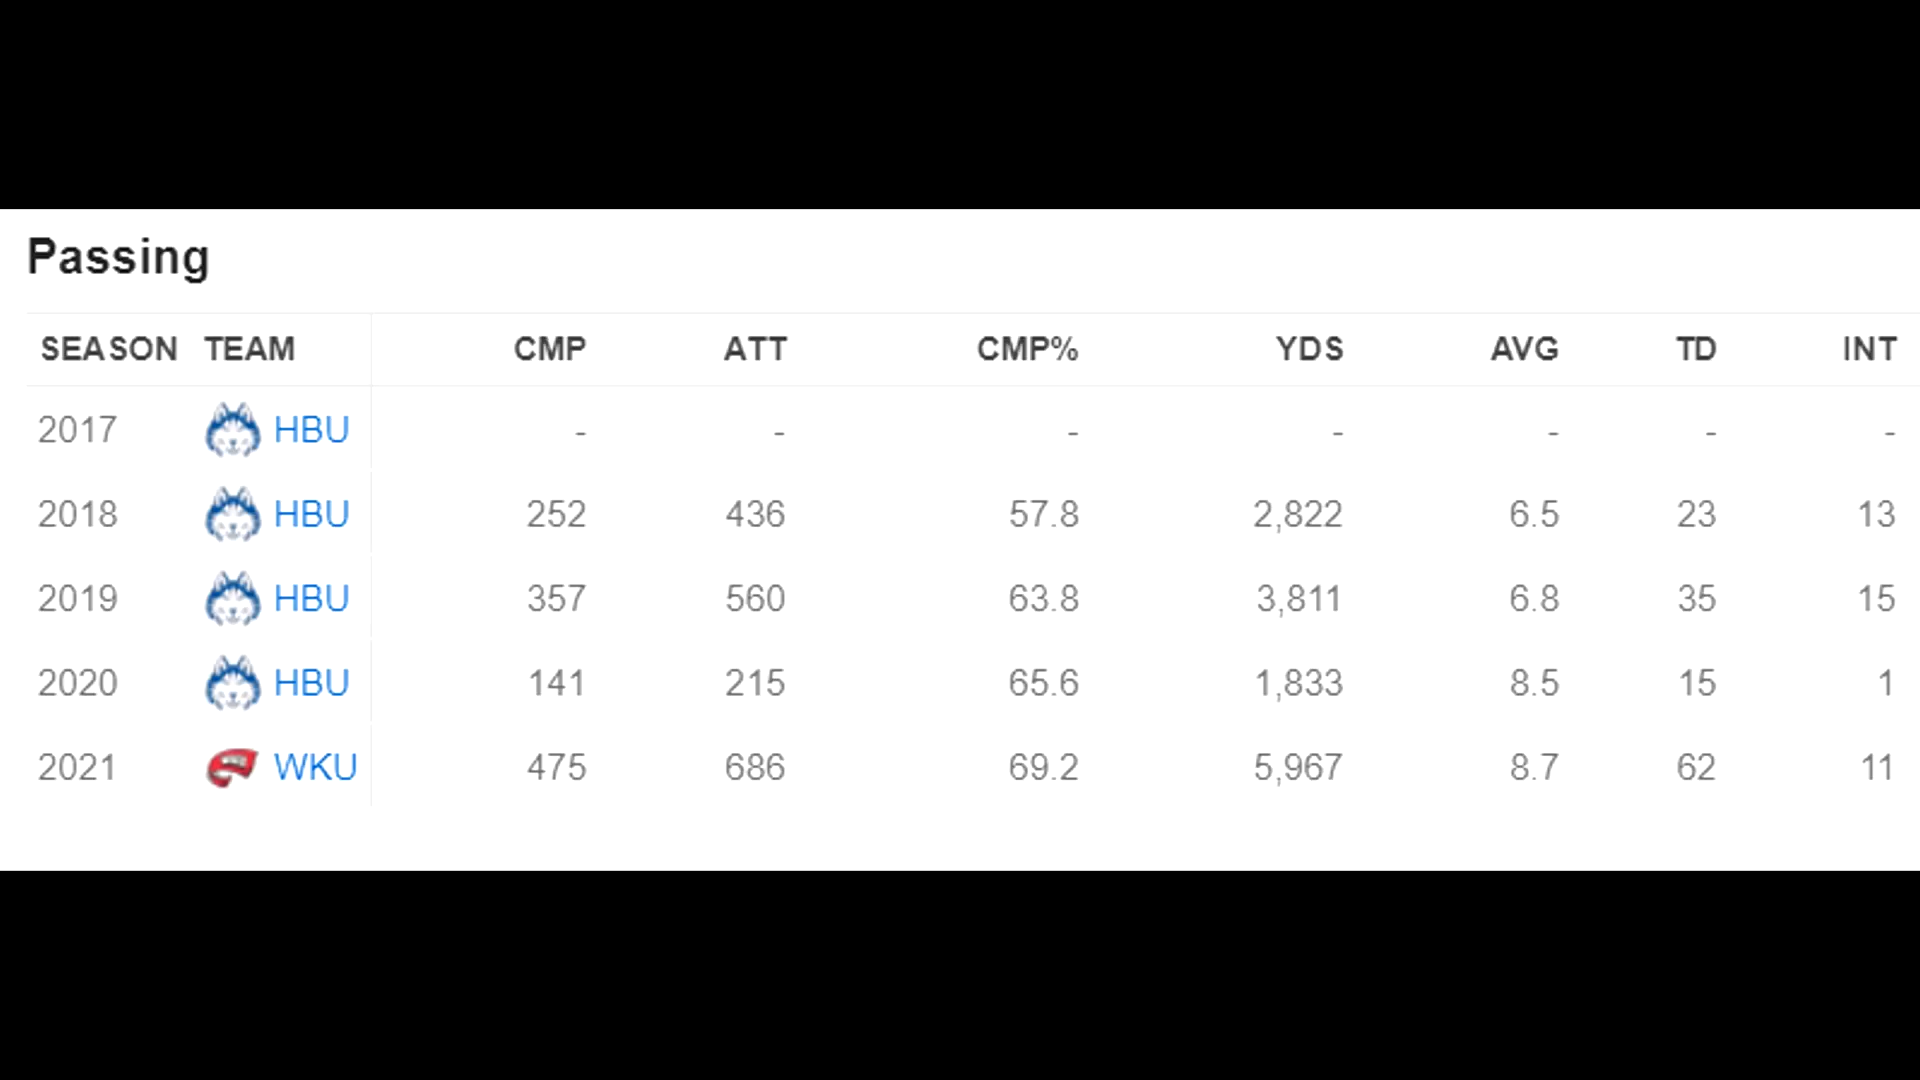 Passing
SEASON TEAM CMP ATT CMP% YDS AVG TD INT
2017 HBU - - - - - - -
2018 HBU 252 436 57.8 2,822 6.5 23 13
2019 HBU 357 560 63.8 3,811 6.8 35 15
2020 HBU 141 215 65.6 1,833 8.5 15 1
2021 WKU 475 686 69.2 5,967 8.7 62 11